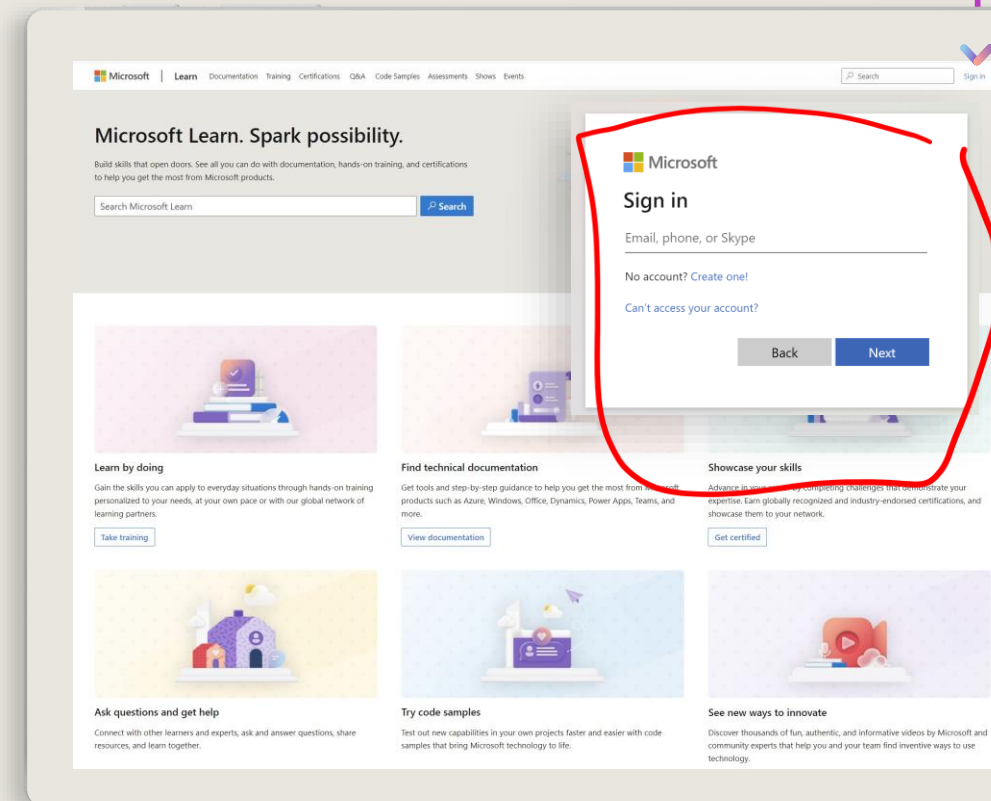 Microsoft | Learn Documentation Training Certifications Q&A Code Samples Assessments Shows Events Search Sign in
Microsoft Learn. Spark possibility.
Build skills that open doors. See all you can do with documentation, hands-on training, and certifications
to help you get the most from Microsoft products.
Search Microsoft Learn Search
Microsoft
Sign in
Email, phone, or Skype
No account? Create one!
Can't access your account?
Back Next
Learn by doing
Gain the skills you can apply to everyday situations through hands-on training
personalized to your needs, at your own pace or with our global network of
learning partners.
Take training
Find technical documentation
Get tools and step-by-step guidance to help you get the most from Microsoft
products such as Azure, Windows, Office, Dynamics, Power Apps, Teams, and
more.
View documentation
Showcase your skills
Advance in your career by completing challenges that demonstrate your
expertise. Earn globally recognized and industry-endorsed certifications, and
showcase them to your network.
Get certified
Ask questions and get help
Connect with other learners and experts, ask and answer questions, share
resources, and learn together.
Try code samples
Test out new capabilities in your own projects faster and easier with code
samples that bring Microsoft technology to life.
See new ways to innovate
Discover thousands of fun, authentic, and informative videos by Microsoft and
community experts that help you and your team find inventive ways to use
technology.